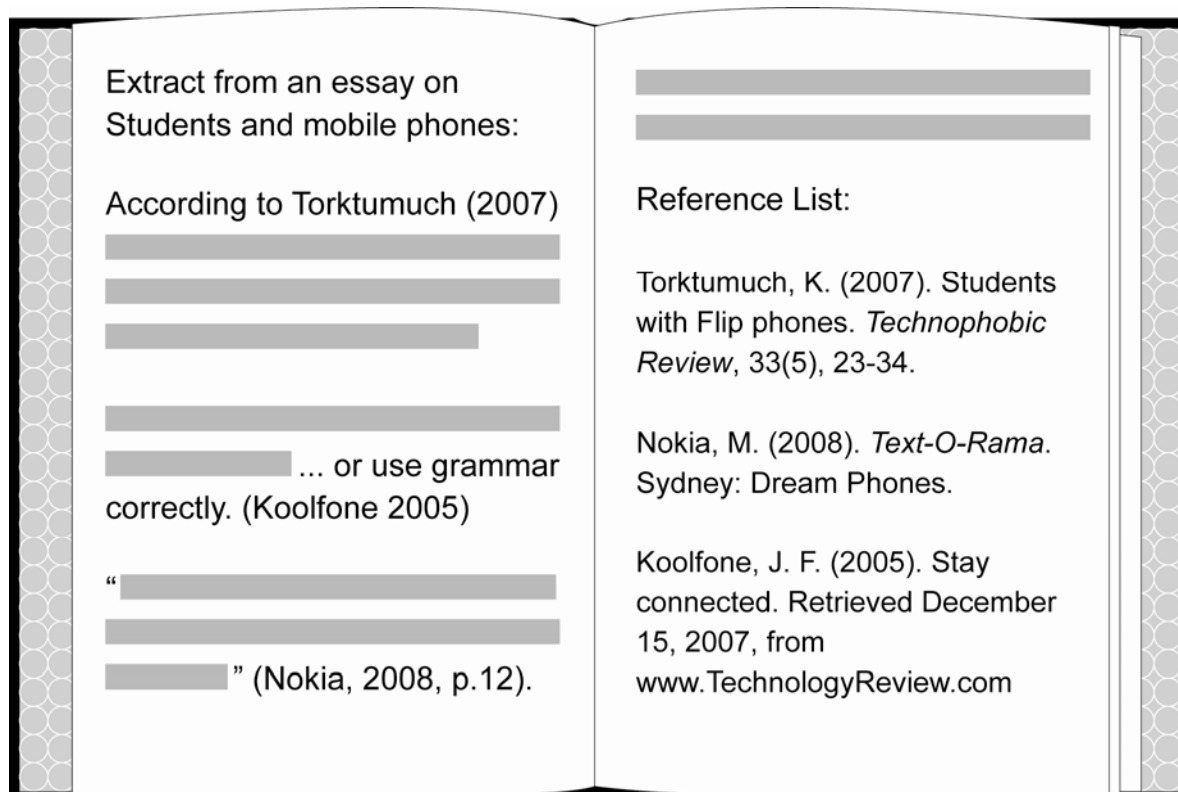 Extract from an essay on
Students and mobile phones:
According to Torktumuch (2007)
... or use grammar
correctly. (Koolfone 2005)
“
” (Nokia, 2008, p.12).
Reference List:
Torktumuch, K. (2007). Students
with Flip phones. Technophobic
Review, 33(5), 23-34.
Nokia, M. (2008). Text-O-Rama.
Sydney: Dream Phones.
Koolfone, J. F. (2005). Stay
connected. Retrieved December
15, 2007, from
www.TechnologyReview.com